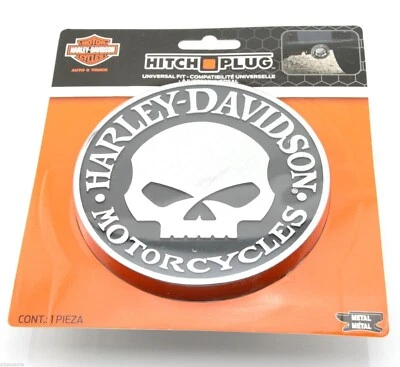 MOTOR
HARLEY-DAVIDSON
CYCLES
AUTO & TRUCK
HITCH PLUG
UNIVERSAL FIT • COMPATIBILITÉ UNIVERSELLE
HARLEY-DAVIDSON
MOTORCYCLES
CONT.: 1 PIEZA
METAL
MÉTAL